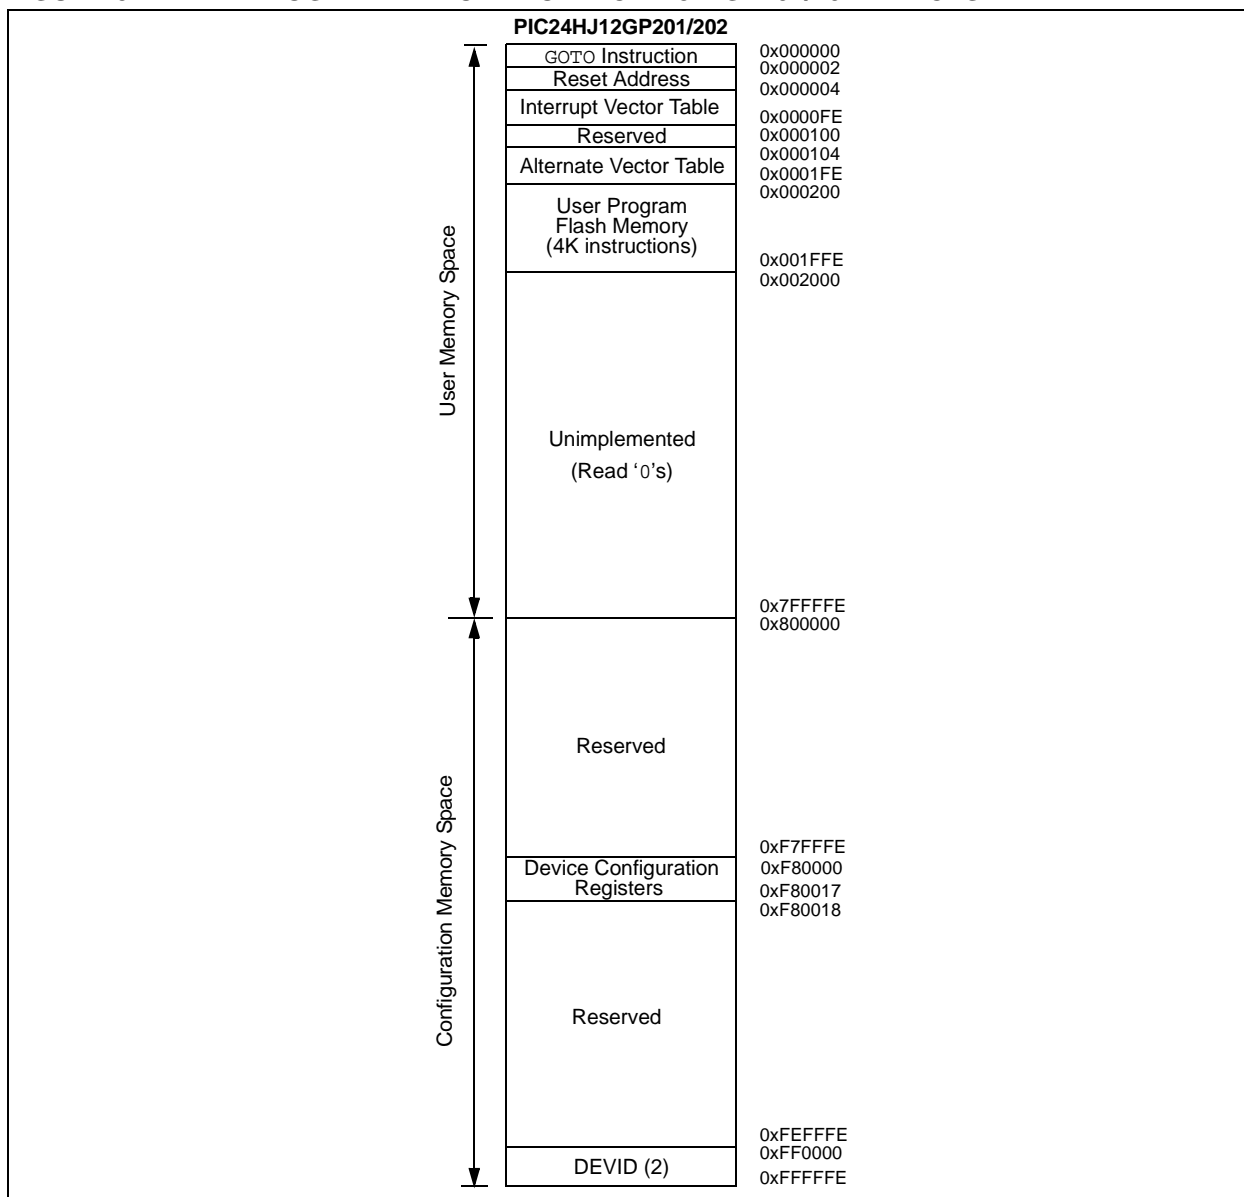 PIC24HJ12GP201/202
GOTO Instruction
0x000000
Reset Address
0x000002
0x000004
Interrupt Vector Table
0x0000FE
Reserved
0x000100
0x000104
Alternate Vector Table
0x0001FE
0x000200
User Program
Flash Memory
(4K instructions)
0x001FFE
0x002000
User Memory Space
Unimplemented
(Read ‘0’s)
0x7FFFFE
0x800000
Reserved
0xF7FFFE
Device Configuration
Registers
0xF80000
0xF80017
0xF80018
Configuration Memory Space
Reserved
0xFEFFFE
0xFF0000
DEVID (2)
0xFFFFFE